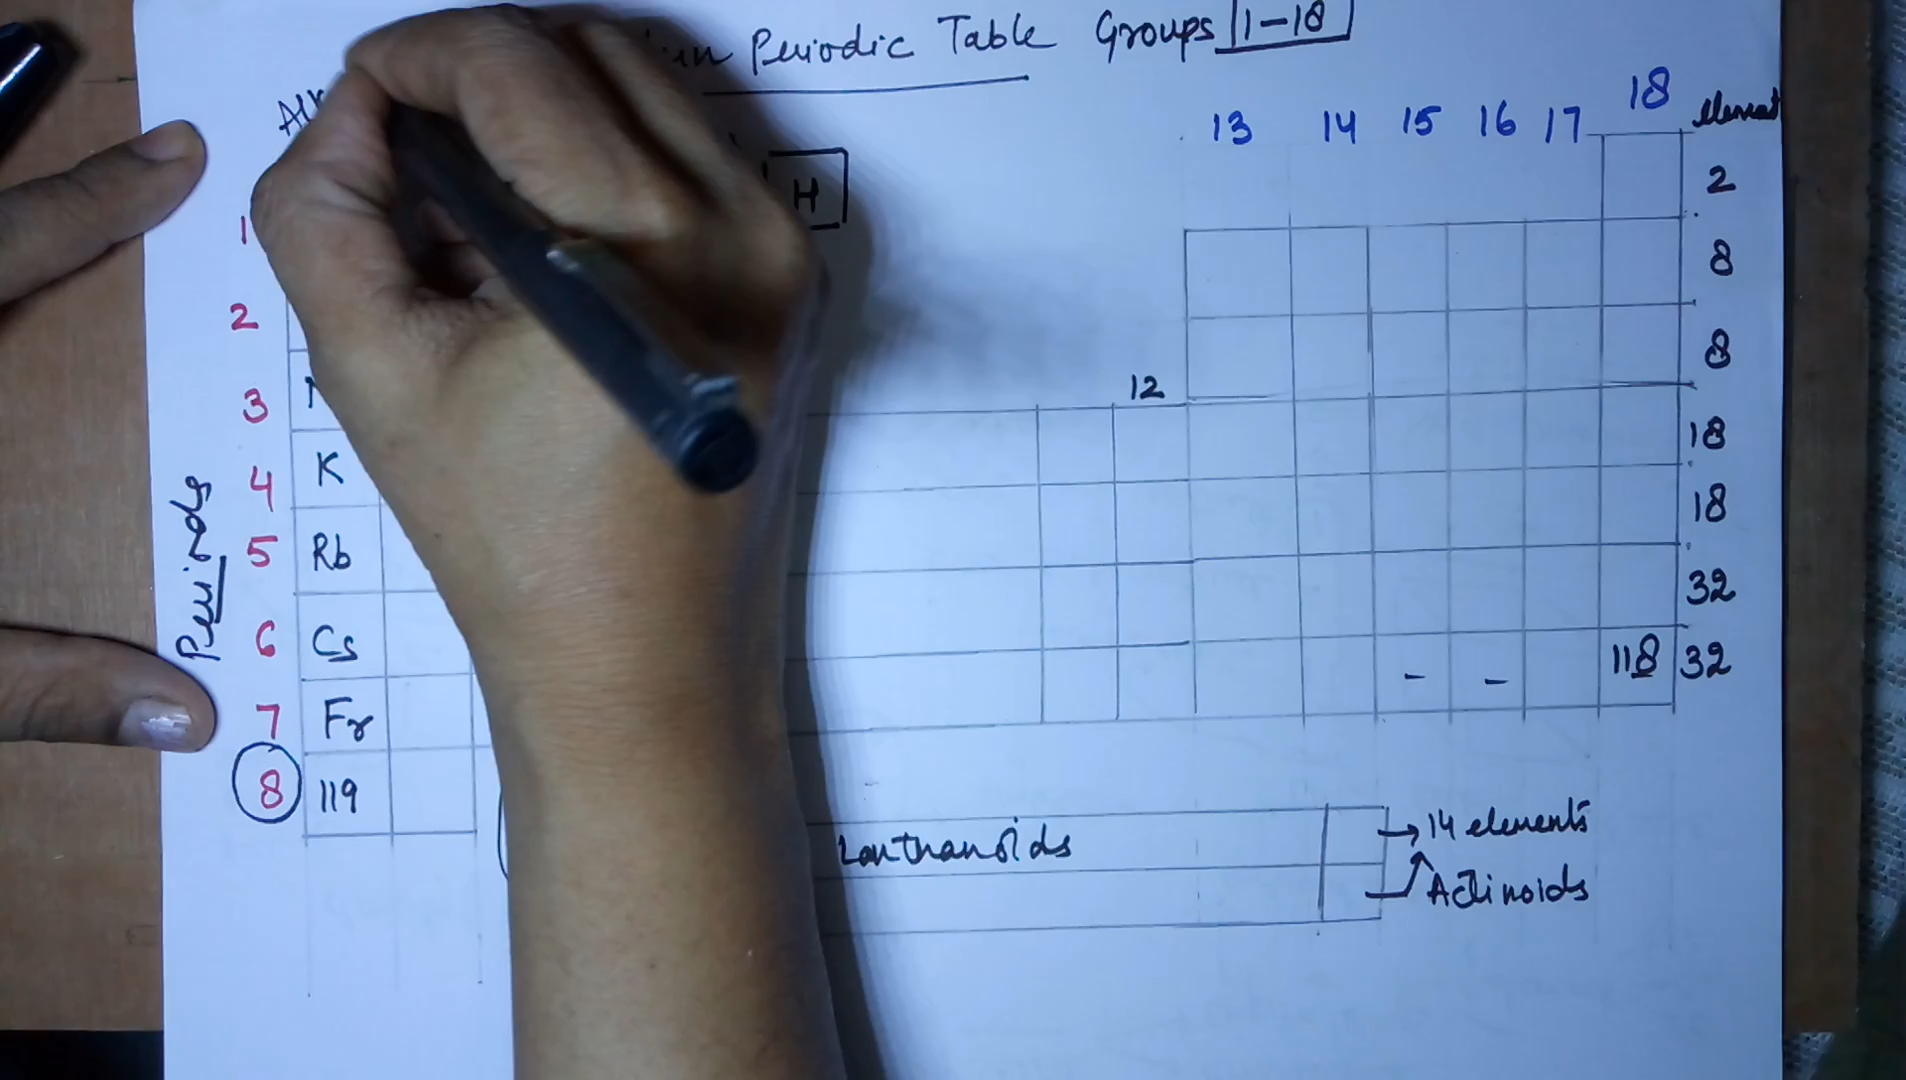 Periodic Table Groups 1-18
13 14 15 16 17 18
H
1 2
2 8
3 8
12
4 K 18
5 Rb 18
6 Cs 32
7 Fr - - 118 32
8 119
Periods
Lanthanoids → 14 elements
Actinoids